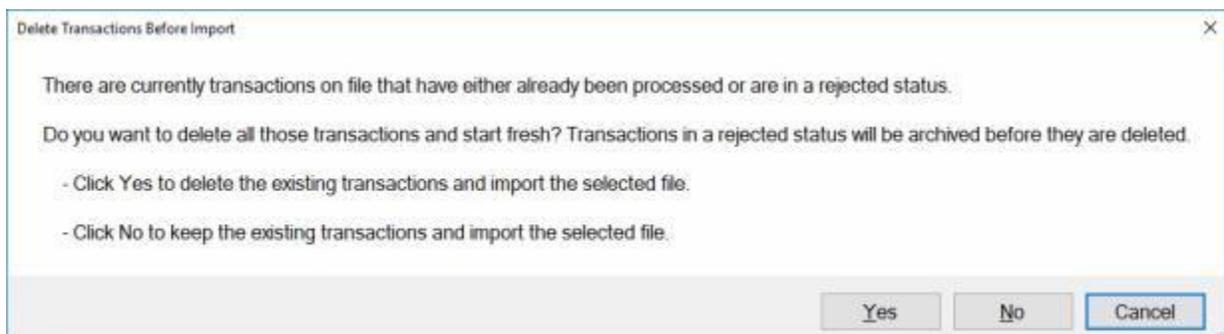 Delete Transactions Before Import
There are currently transactions on file that have either already been processed or are in a rejected status.
Do you want to delete all those transactions and start fresh? Transactions in a rejected status will be archived before they are deleted.
- Click Yes to delete the existing transactions and import the selected file.
- Click No to keep the existing transactions and import the selected file.
Yes No Cancel